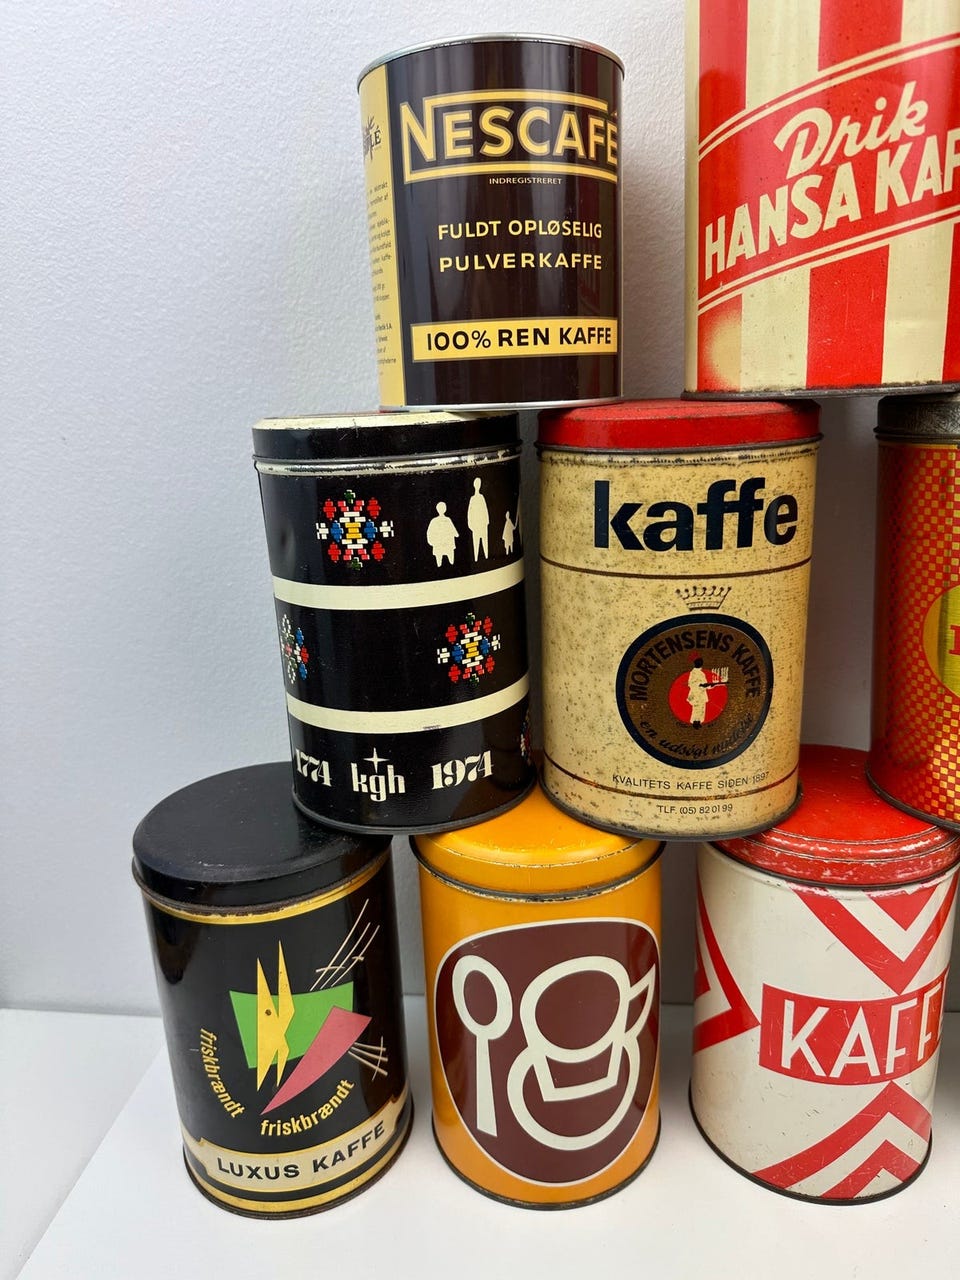 NESCAFÉ
INDREGISTRERET
FULDT OPLØSELIG
PULVERKAFFE
100% REN KAFFE
Drik
HANSA KAF
kaffe
MORTENSENS KAFFE
en udsøgt nydelse
KVALITETS KAFFE SIDEN 1897
TLF. (05) 82 01 99
1774 kgh 1974
friskbrændt
friskbrændt
LUXUS KAFFE
KAFFE